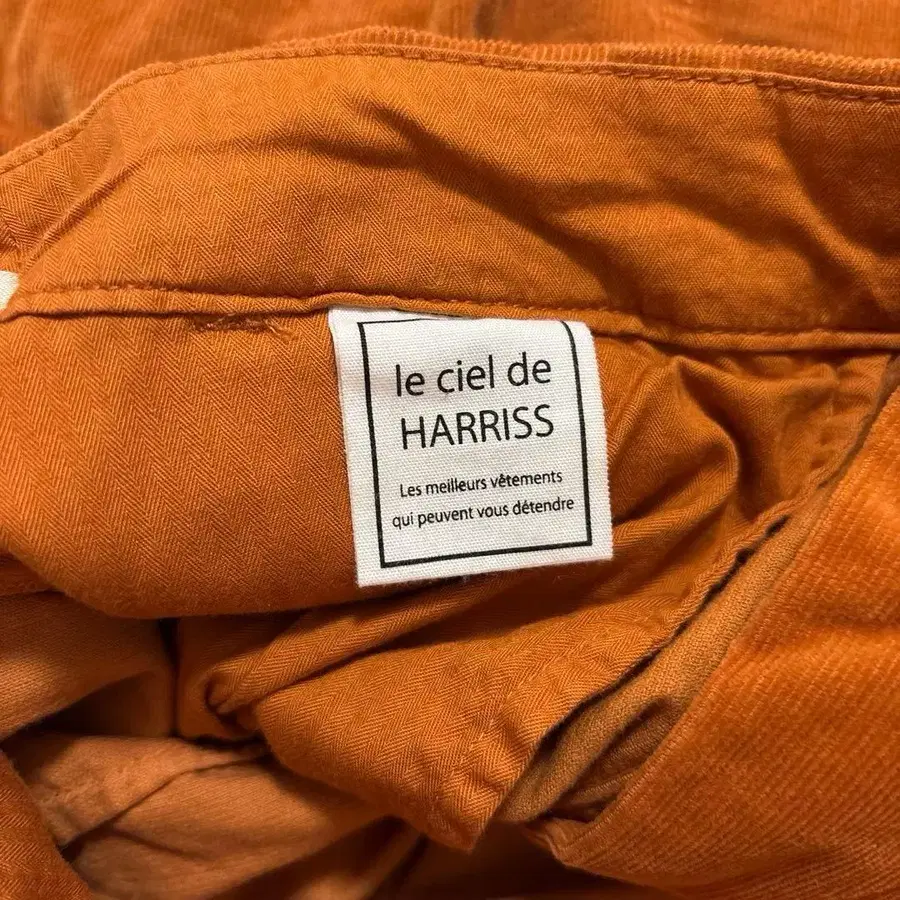 le ciel de
HARRISS
Les meilleurs vêtements
qui peuvent vous détendre